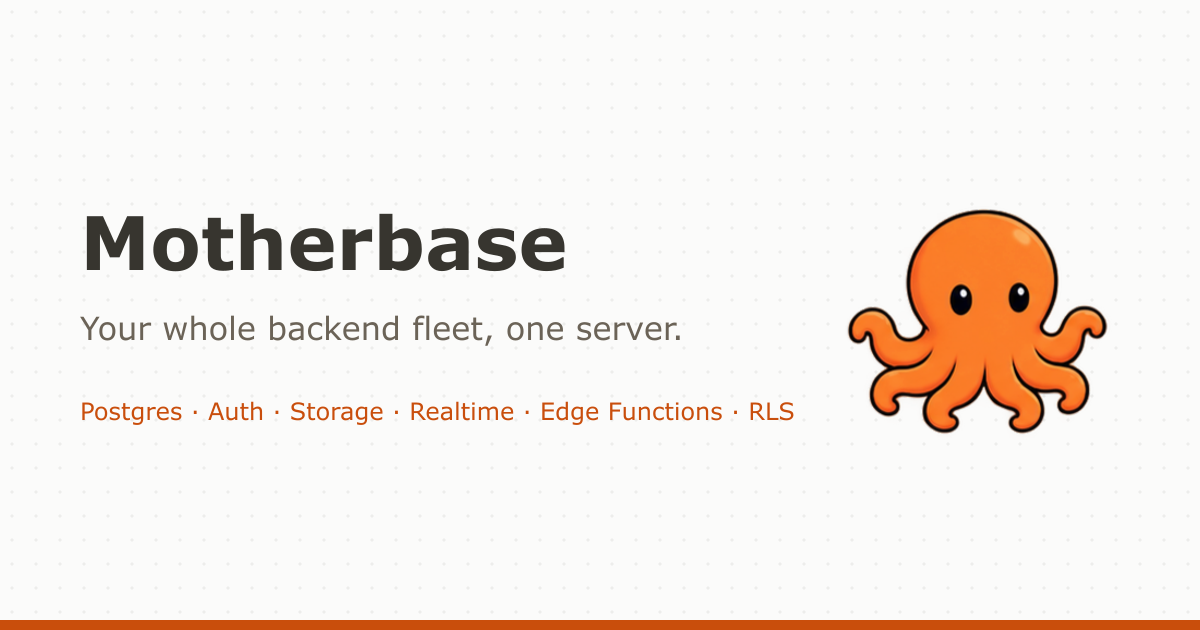 Motherbase
Your whole backend fleet, one server.
Postgres · Auth · Storage · Realtime · Edge Functions · RLS